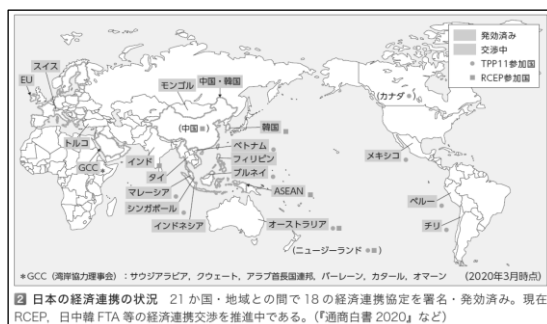 発効済み
交渉中
● TPP11参加国
■ RCEP参加国
スイス
EU
モンゴル
中国・韓国
(カナダ●)
(中国■)
韓国■
トルコ
ベトナム●■
インド■
フィリピン■
メキシコ●
GCC
タイ■
ブルネイ●■
マレーシア●■
ASEAN■
ペルー●
シンガポール●■
インドネシア■
オーストラリア●■
チリ●
(ニュージーランド●■)
*GCC(湾岸協力理事会):サウジアラビア,クウェート,アラブ首長国連邦,バーレーン,カタール,オマーン (2020年3月時点)
2 日本の経済連携の状況 21か国・地域との間で18の経済連携協定を署名・発効済み。現在
RCEP,日中韓FTA等の経済連携交渉を推進中である。(『通商白書2020』など)